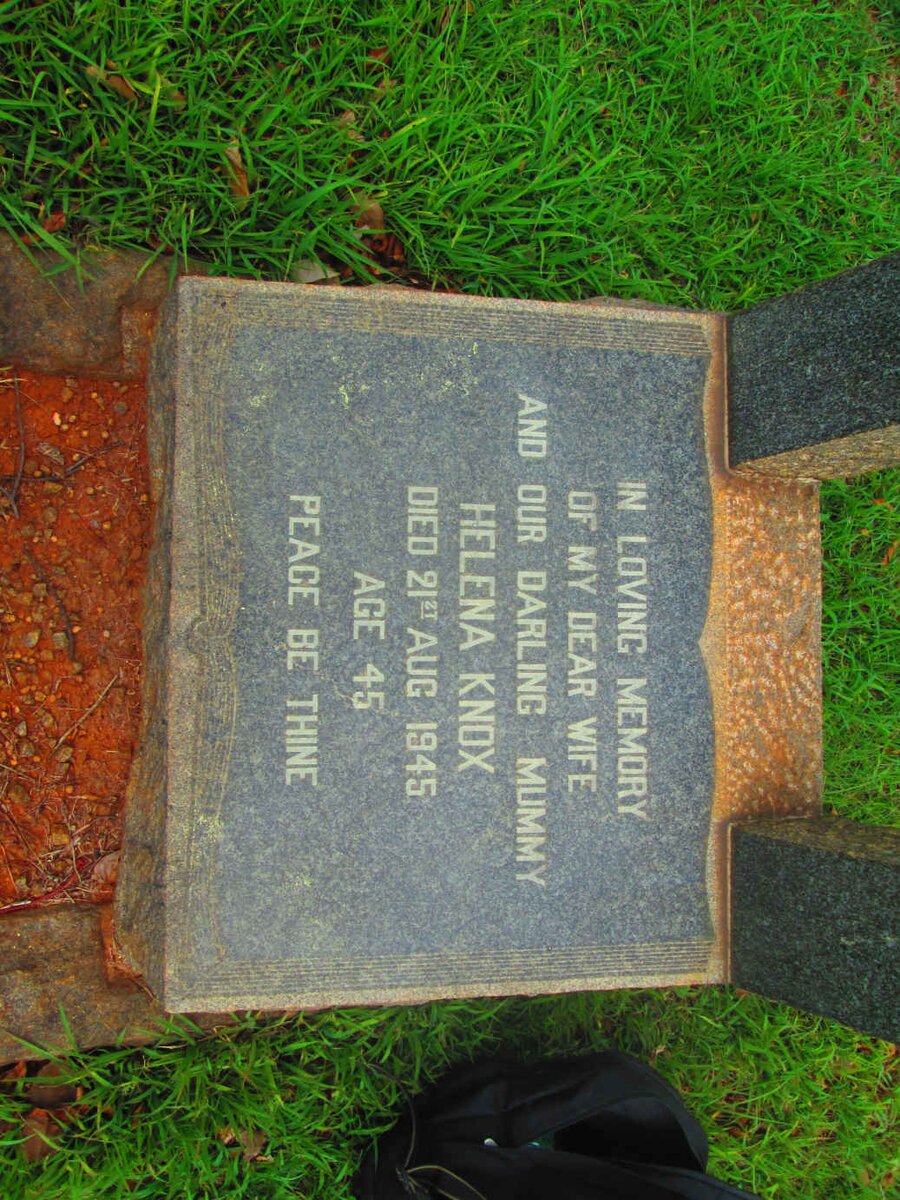 IN LOVING MEMORY
OF MY DEAR WIFE
AND OUR DARLING MUMMY
HELENA KNOX
DIED 21st AUG 1945
AGE 45
PEACE BE THINE